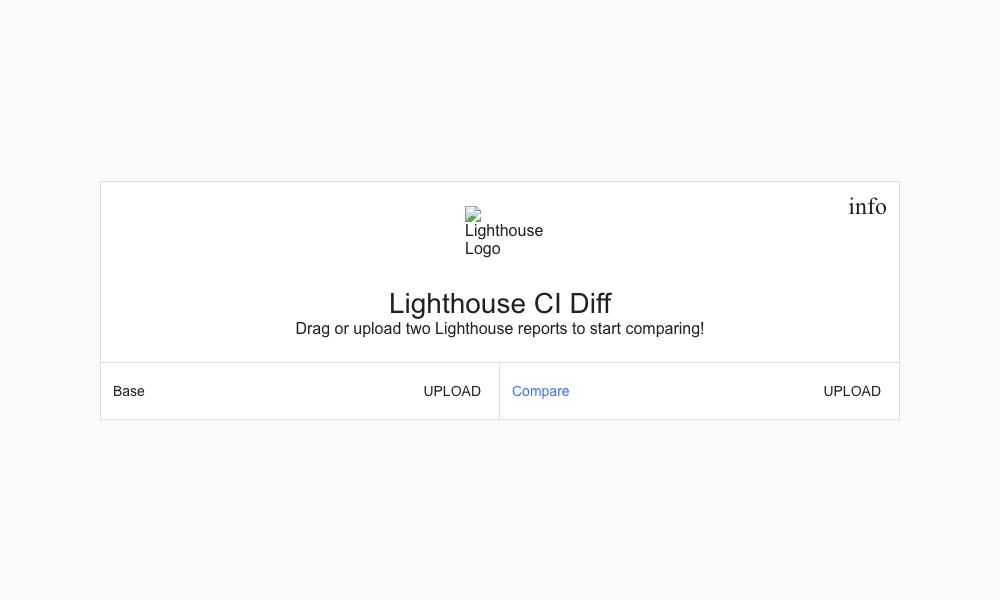 info
Lighthouse
Logo
Lighthouse CI Diff
Drag or upload two Lighthouse reports to start comparing!
Base UPLOAD Compare UPLOAD